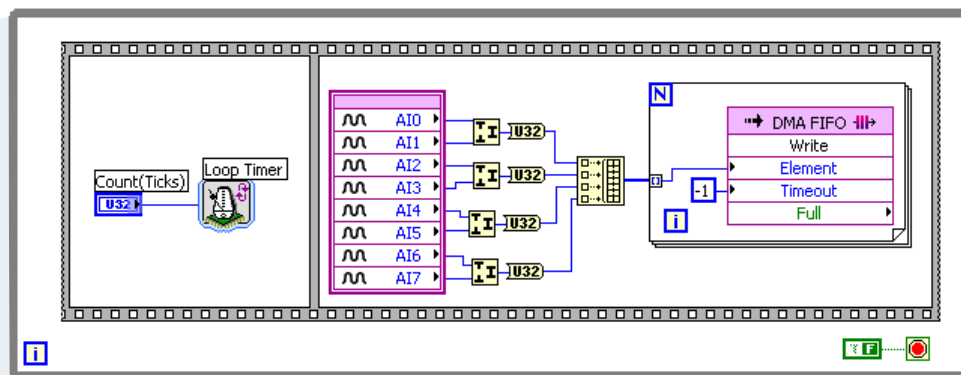 Count(Ticks)
U32
Loop Timer
AI0
AI1
AI2
AI3
AI4
AI5
AI6
AI7
U32
U32
U32
U32
N
DMA FIFO
Write
Element
-1
Timeout
Full
i
i
F